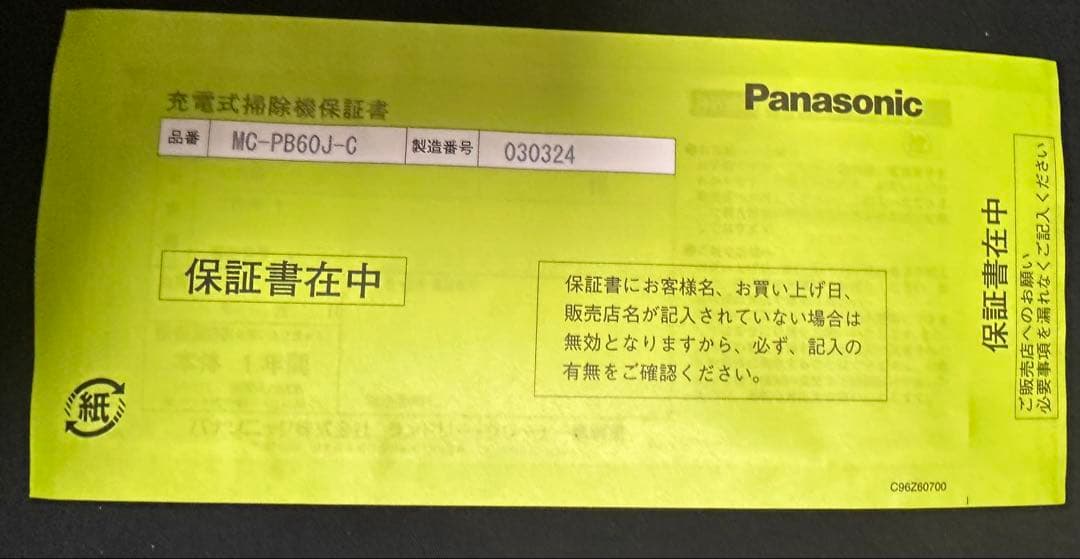 Panasonic
充電式掃除機保証書
品番 MC-PB60J-C 製造番号 030324
保証書在中
保証書にお客様名、お買い上げ日、
販売店名が記入されていない場合は
無効となりますから、必ず、記入の
有無をご確認ください。
保証書在中
ご販売店へのお願い
必要事項を漏れなくご記入ください
紙
C96Z60700